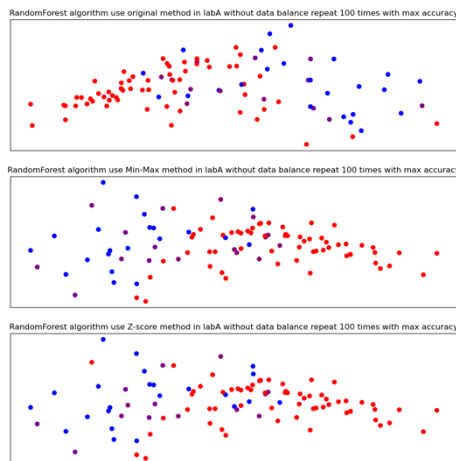 RandomForest algorithm use original method in labA without data balance repeat 100 times with max accuracy
RandomForest algorithm use Min-Max method in labA without data balance repeat 100 times with max accuracy
RandomForest algorithm use Z-score method in labA without data balance repeat 100 times with max accuracy